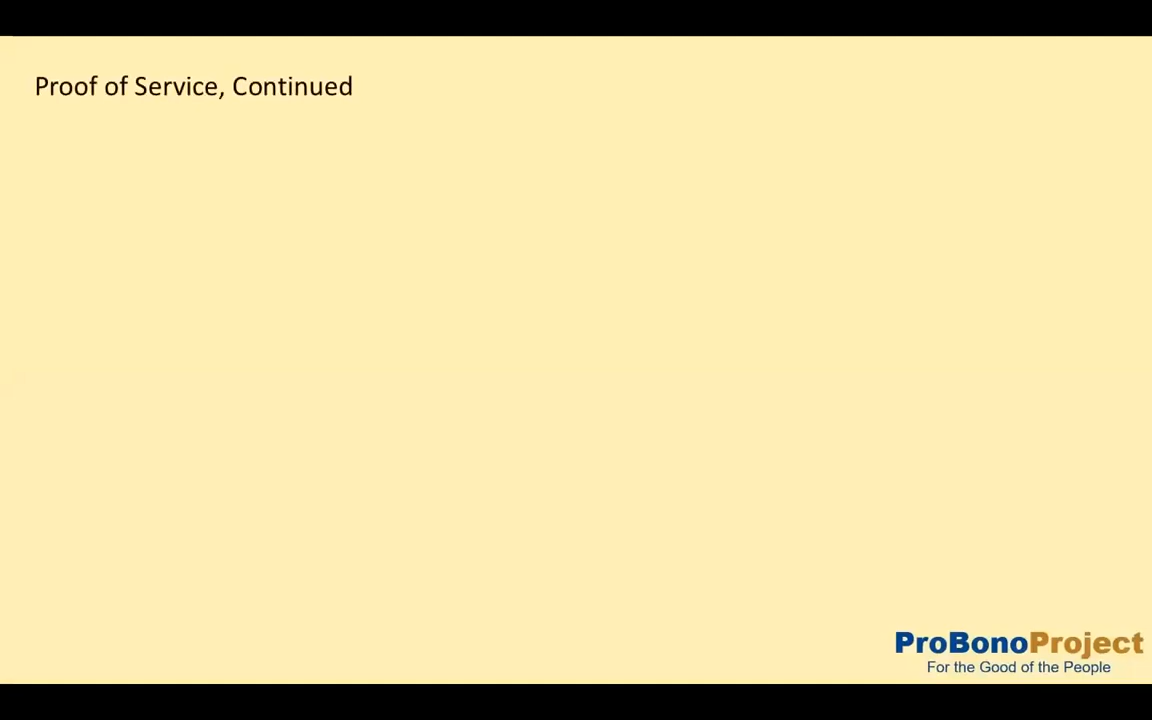 Proof of Service, Continued
ProBonoProject
For the Good of the People